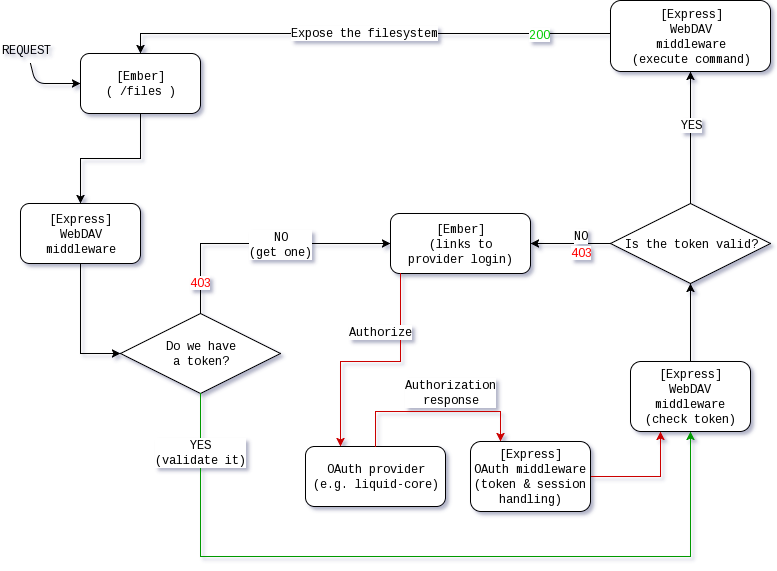 [Express]
WebDAV
middleware
(execute command)
Expose the filesystem
200
REQUEST
[Ember]
( /files )
YES
[Express]
WebDAV
middleware
[Ember]
(links to
provider login)
NO
(get one)
NO
403
Is the token valid?
403
Authorize
Do we have
a token?
[Express]
WebDAV
middleware
(check token)
Authorization
response
YES
(validate it)
OAuth provider
(e.g. liquid-core)
[Express]
OAuth middleware
(token & session
handling)